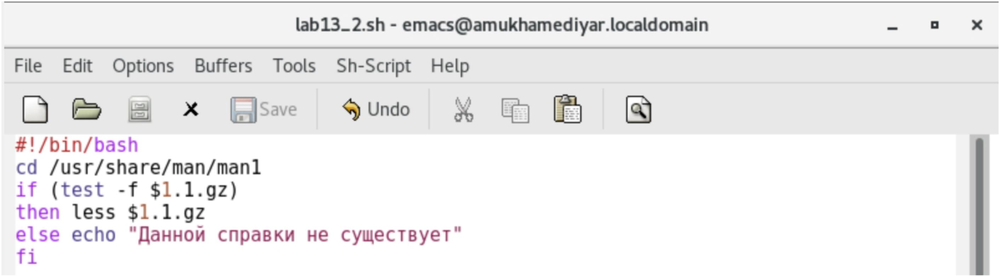 lab13_2.sh - emacs@amukhamediyar.localdomain
File Edit Options Buffers Tools Sh-Script Help
Save Undo
#!/bin/bash
cd /usr/share/man/man1
if (test -f $1.1.gz)
then less $1.1.gz
else echo "Данной справки не существует"
fi